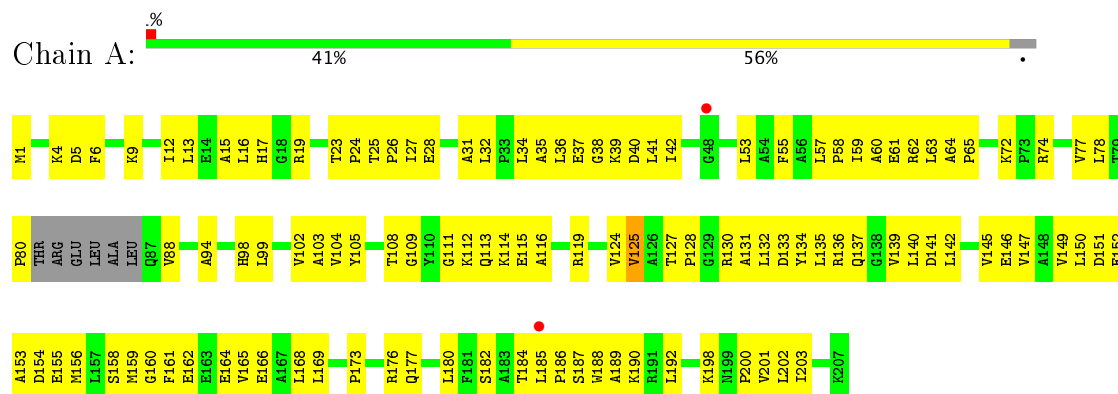 .%
Chain A:
41% 56% .
M1 K4 D5 F6 K9 I12 L13 E14 A15 L16 H17 G18 R19 T23 P24 T25 P26 I27 E28 A31 L32 P33 L34 A35 L36 E37 G38 K39 D40 L41 I42 G48 L53 A54 F55 A56 L57 P58 I59 A60 E61 R62 L63 A64 P65 K72 P73 R74 V77 L78 T79
P80 THR ARG GLU LEU ALA LEU Q87 V88 A94 H98 L99 V102 A103 V104 Y105 T108 G109 Y110 G111 K112 Q113 K114 E115 A116 R119 V124 V125 A126 T127 P128 G129 R130 A131 L132 D133 Y134 L135 R136 Q137 G138 V139 L140 D141 L142 V145 E146 V147 A148 V149 L150 D151 E152
A153 D154 E155 M156 L157 S158 M159 G160 F161 E162 E163 E164 V165 E166 A167 L168 L169 P173 R176 Q177 L180 F181 S182 A183 T184 L185 P186 S187 W188 A189 K190 R191 L192 K198 N199 P200 V201 L202 I203 K207